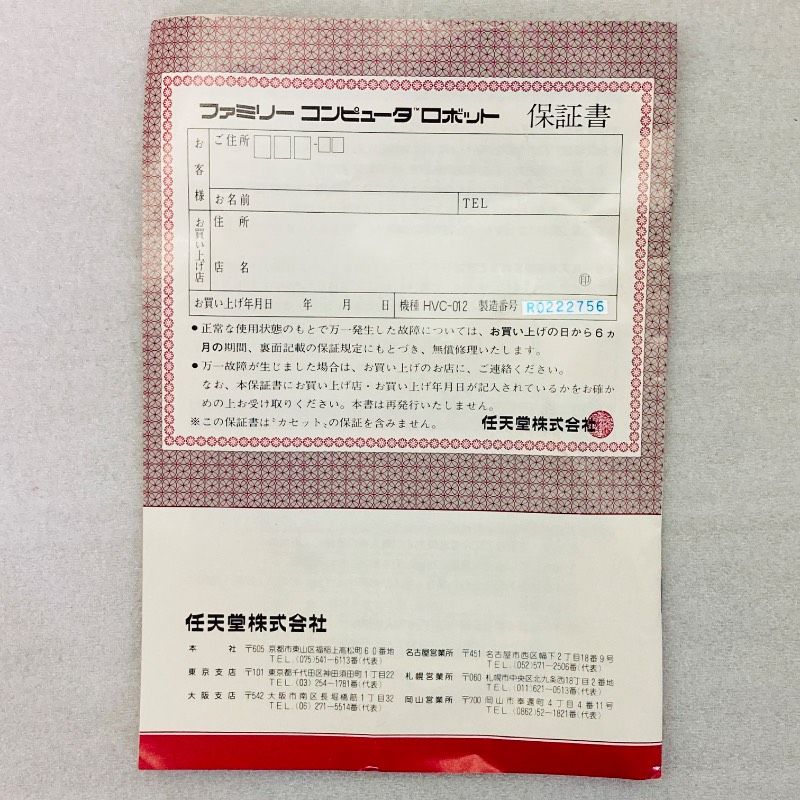 ファミリー コンピュータ™ロボット 保証書
お客様
ご住所
お名前 TEL
お買い上げ店
住所
店名 ㊞
お買い上げ年月日 年 月 日 機種 HVC-012 製造番号 R0222756
●正常な使用状態のもとで万一発生した故障については、お買い上げの日から6ヵ
月の期間、裏面記載の保証規定にもとづき、無償修理いたします。
●万一故障が生じました場合は、お買い上げのお店に、ご連絡ください。
なお、本保証書にお買い上げ店・お買い上げ年月日が記入されているかをお確か
めの上お受け取りください。本書は再発行いたしません。
※この保証書は〝カセット〟の保証を含みません。 任天堂株式会社
任天堂株式会社
本社 〒605 京都市東山区福稲上高松町60番地
TEL.(075)541-6113番(代表)
東京支店 〒101 東京都千代田区神田須田町1丁目22
TEL.(03)254-1781番(代表)
大阪支店 〒542 大阪市南区長堀橋筋1丁目32
TEL.(06)271-5514番(代表)
名古屋営業所 〒451 名古屋市西区幅下2丁目18番9号
TEL.(052)571-2506番(代表)
札幌営業所 〒060 札幌市中央区北九条西18丁目2番地
TEL.(011)621-0513番(代表)
岡山営業所 〒700 岡山市奉還町4丁目4番11号
TEL.(0862)52-1821番(代表)